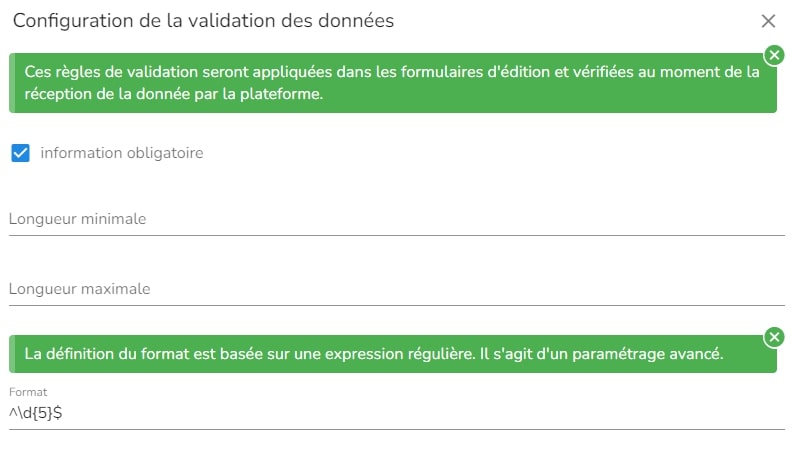 Configuration de la validation des données
Ces règles de validation seront appliquées dans les formulaires d'édition et vérifiées au moment de la
réception de la donnée par la plateforme.
information obligatoire
Longueur minimale
Longueur maximale
La définition du format est basée sur une expression régulière. Il s'agit d'un paramétrage avancé.
Format
^\d{5}$